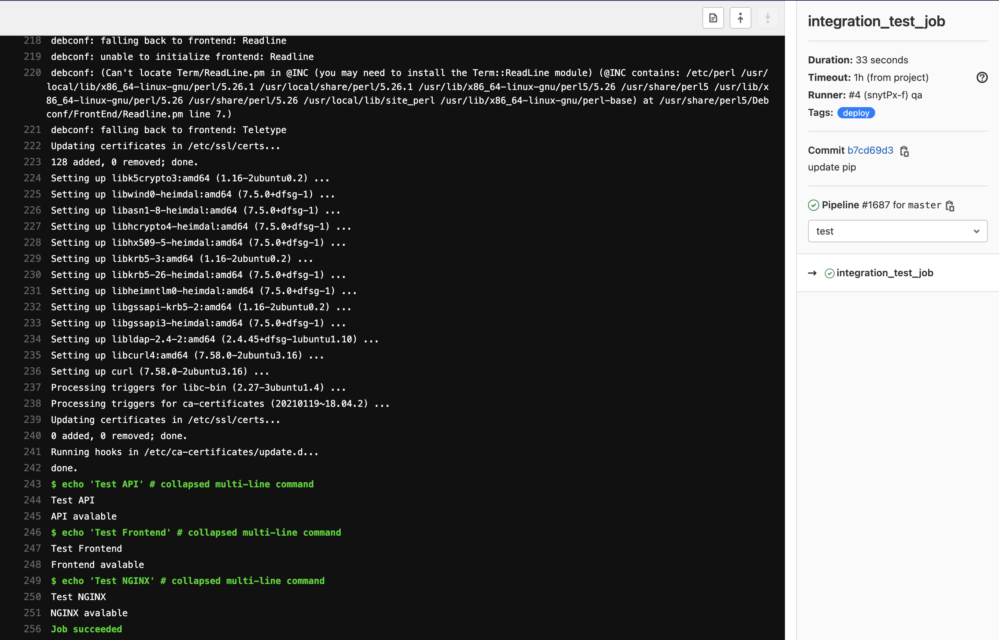 218 debconf: falling back to frontend: Readline
219 debconf: unable to initialize frontend: Readline
220 debconf: (Can't locate Term/ReadLine.pm in @INC (you may need to install the Term::ReadLine module) (@INC contains: /etc/perl /usr/
local/lib/x86_64-linux-gnu/perl/5.26.1 /usr/local/share/perl/5.26.1 /usr/lib/x86_64-linux-gnu/perl5/5.26 /usr/share/perl5 /usr/lib/x
86_64-linux-gnu/perl/5.26 /usr/share/perl/5.26 /usr/local/lib/site_perl /usr/lib/x86_64-linux-gnu/perl-base) at /usr/share/perl5/Deb
conf/FrontEnd/Readline.pm line 7.)
221 debconf: falling back to frontend: Teletype
222 Updating certificates in /etc/ssl/certs...
223 128 added, 0 removed; done.
224 Setting up libk5crypto3:amd64 (1.16-2ubuntu0.2) ...
225 Setting up libwind0-heimdal:amd64 (7.5.0+dfsg-1) ...
226 Setting up libasn1-8-heimdal:amd64 (7.5.0+dfsg-1) ...
227 Setting up libhcrypto4-heimdal:amd64 (7.5.0+dfsg-1) ...
228 Setting up libhx509-5-heimdal:amd64 (7.5.0+dfsg-1) ...
229 Setting up libkrb5-3:amd64 (1.16-2ubuntu0.2) ...
230 Setting up libkrb5-26-heimdal:amd64 (7.5.0+dfsg-1) ...
231 Setting up libheimntlm0-heimdal:amd64 (7.5.0+dfsg-1) ...
232 Setting up libgssapi-krb5-2:amd64 (1.16-2ubuntu0.2) ...
233 Setting up libgssapi3-heimdal:amd64 (7.5.0+dfsg-1) ...
234 Setting up libldap-2.4-2:amd64 (2.4.45+dfsg-1ubuntu1.10) ...
235 Setting up libcurl4:amd64 (7.58.0-2ubuntu3.16) ...
236 Setting up curl (7.58.0-2ubuntu3.16) ...
237 Processing triggers for libc-bin (2.27-3ubuntu1.4) ...
238 Processing triggers for ca-certificates (20210119~18.04.2) ...
239 Updating certificates in /etc/ssl/certs...
240 0 added, 0 removed; done.
241 Running hooks in /etc/ca-certificates/update.d...
242 done.
243 $ echo 'Test API' # collapsed multi-line command
244 Test API
245 API avalable
246 $ echo 'Test Frontend' # collapsed multi-line command
247 Test Frontend
248 Frontend avalable
249 $ echo 'Test NGINX' # collapsed multi-line command
250 Test NGINX
251 NGINX avalable
256 Job succeeded
integration_test_job
Duration: 33 seconds
Timeout: 1h (from project)
Runner: #4 (snytPx-f) qa
Tags: deploy
Commit b7cd69d3
update pip
Pipeline #1687 for master
test
→ integration_test_job